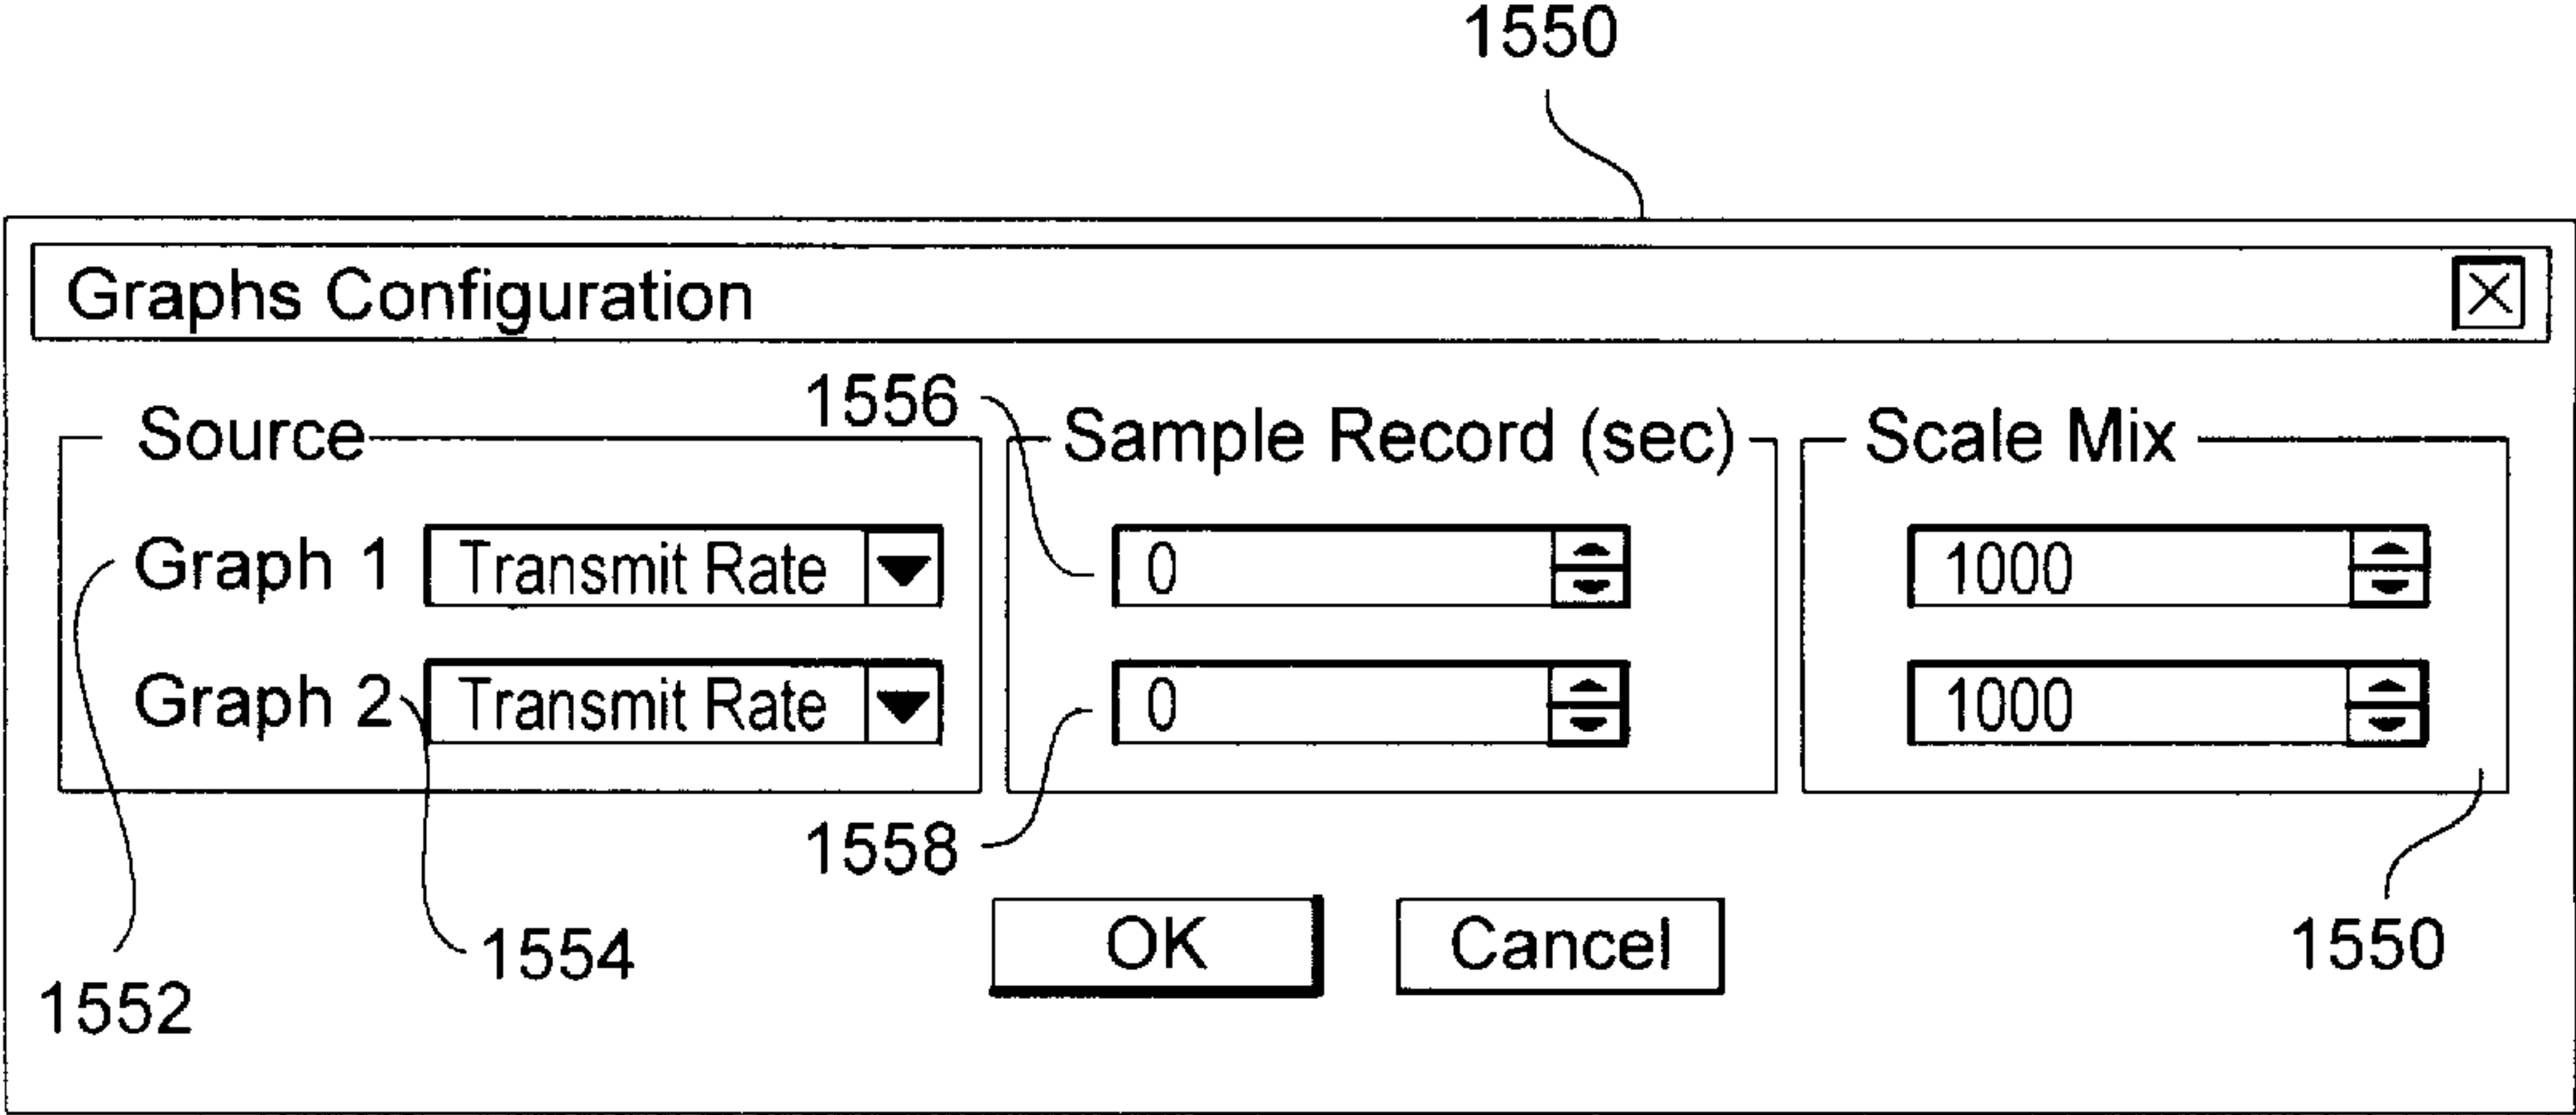 1550
Graphs Configuration
1556
Source
Sample Record (sec)
Scale Mix
Graph 1 Transmit Rate
0
1000
Graph 2 Transmit Rate
0
1000
1558
OK
Cancel
1550
1554
1552